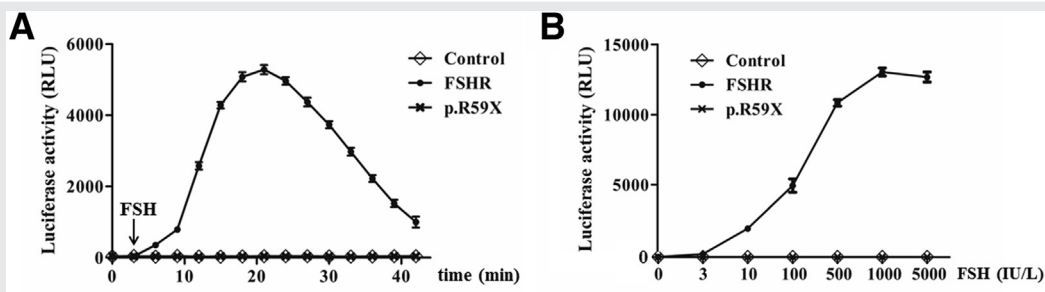 A
Luciferase activity (RLU)
6000
4000
2000
0
FSH
Control
FSHR
p.R59X
0 10 20 30 40 time (min)
B
Luciferase activity (RLU)
15000
10000
5000
0
Control
FSHR
p.R59X
0 3 10 100 500 1000 5000 FSH (IU/L)